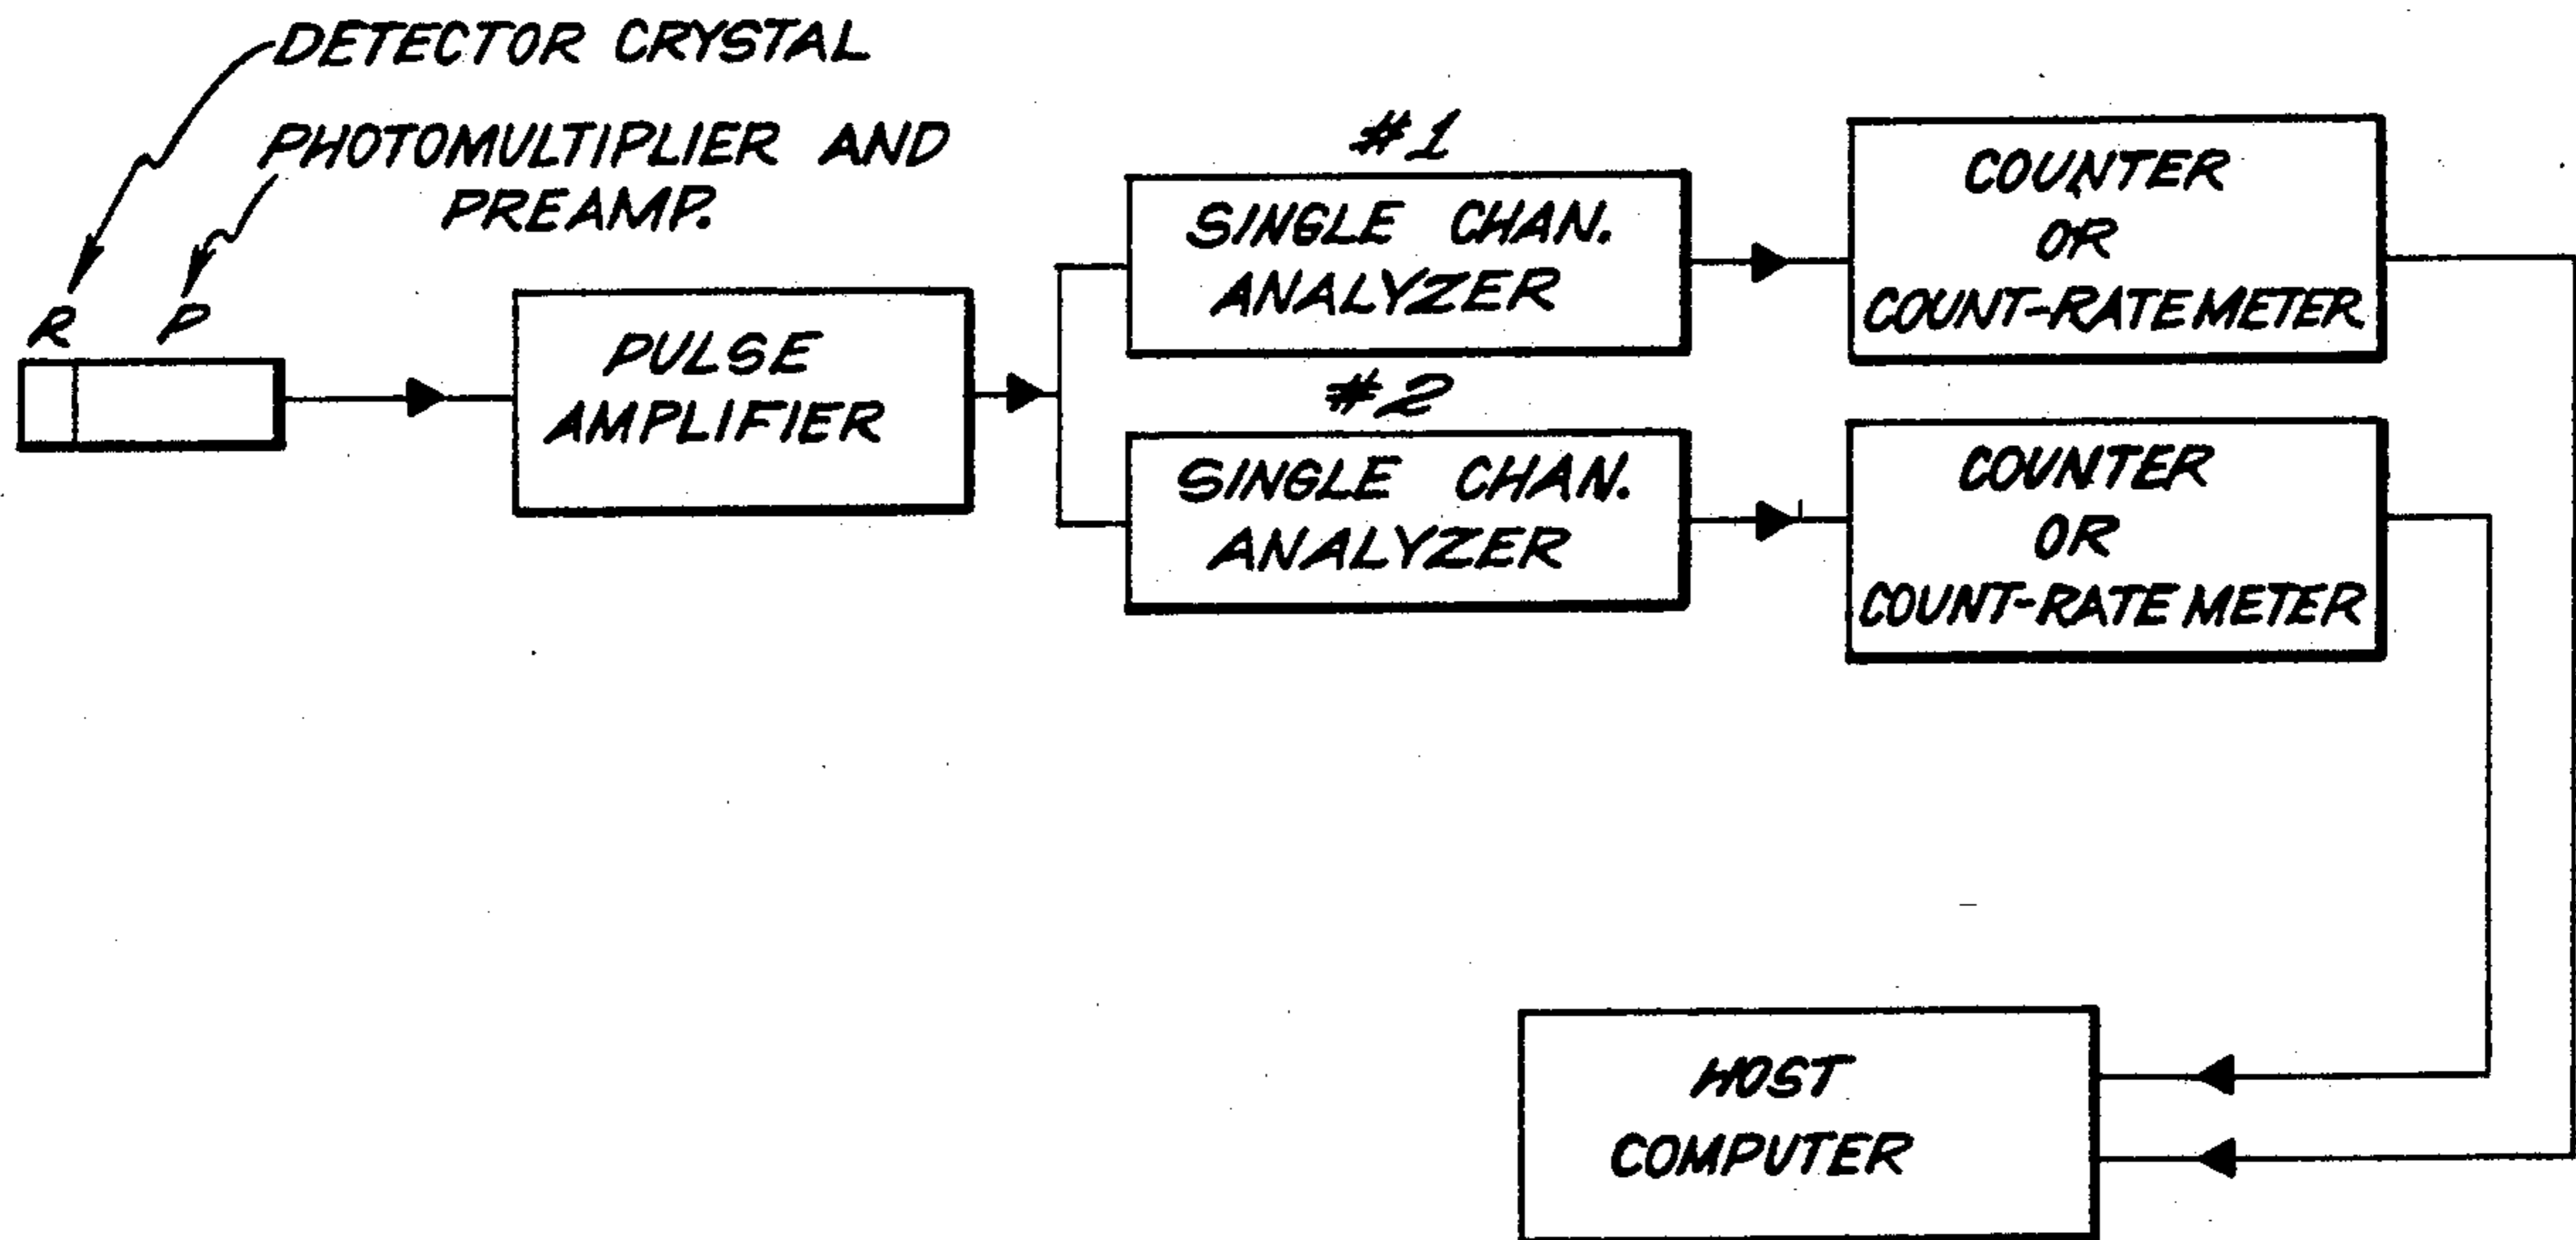 DETECTOR CRYSTAL
PHOTOMULTIPLIER AND
PREAMP.
R
P
PULSE
AMPLIFIER
#1
SINGLE CHAN.
ANALYZER
COUNTER
OR
COUNT-RATE METER
#2
SINGLE CHAN.
ANALYZER
COUNTER
OR
COUNT-RATE METER
HOST
COMPUTER